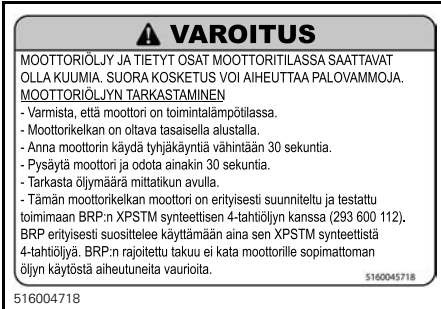 VAROITUS
MOOTTORIÖLJY JA TIETYT OSAT MOOTTORITILASSA SAATTAVAT
OLLA KUUMIA. SUORA KOSKETUS VOI AIHEUTTAA PALOVAMMOJA.
MOOTTORIÖLJYN TARKASTAMINEN
- Varmista, että moottori on toimintalämpötilassa.
- Moottorikelkan on oltava tasaisella alustalla.
- Anna moottorin käydä tyhjäkäyntiä vähintään 30 sekuntia.
- Pysäytä moottori ja odota ainakin 30 sekuntia.
- Tarkasta öljymäärä mittatikun avulla.
- Tämän moottorikelkan moottori on erityisesti suunniteltu ja testattu
toimimaan BRP:n XPSTM synteettisen 4-tahtiöljyn kanssa (293 600 112).
BRP erityisesti suosittelee käyttämään aina sen XPSTM synteettistä
4-tahtiöljyä. BRP:n rajoitettu takuu ei kata moottorille sopimattoman
öljyn käytöstä aiheutuneita vaurioita.
5160045718
516004718